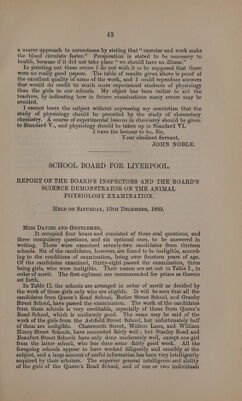 43
a nearer approach to correctness by stating that “exercise and work make
the blood circulate faster.” Perspiration is stated to be necessary to
health, because if it did not take place “we should have an illness.”
In pointing out these errors I do not wish it to be supposed that there
were no really good papers. The table of results given above is proof of
the excellent quality of some of the work, and I could reproduce answers
that would do credit to much more experienced students of physiology
than the girls in our schools. My object has been rather to aid the
teachers, by indicating how in future examinations many errors may be
avoided.
I cannot leave the subject without expressing my conviction that the
study of physiology should be preceded by the study of elementary
chemistry. A course of experimental lessons in chemistry should be given
to Standard V., and physiology should be taken up in Standard VI.
I have the honour to be, Sir,
Your obedient Servant,
JOHN NOBLE.
SCHOOL BOARD FOR LIVERPOOL.
REPORT OF THE BOARD'S INSPECTORS AND THE BOARD'S
SCIENCE DEMONSTRATOR ON THE ANIMAL
PHYSIOLOGY EXAMINATION,
Held on Saturday, 15th December, 1883.
Miss Davies and Gentlemen,
It occupied four hours and consisted of three oral questions, and
three compulsory questions, and six optional ones, to be answered in
writing. There were examined seventy-one candidates from thirteen
schools. Six of the candidates, however, are found to be ineligible, accord-
ing to the conditions of examination, being over fourteen years of age.
Of the candidates examined, thirty-eight passed the examination, three
being girls, who were ineligible. Their names are set out in Table I., in
order of merit. The first eighteen are recommended for prizes as therein
set forth.
In Table II. the schools are arranged in order of merit as decided by
the work of those girls only who are eligible. It will be seen that all the
candidates from Queen's Road School, Butler Street School, and Granby
Street School, have passed the examination. The work of the candidates
from these schools is very creditable, especially of those from Queen's
Road School, which is uniformly good. The same may be said of the
work of the girls from the Ashfield Street School, but unfortunately half
of them are ineligible. Chatsworth Street, Walton Lane, and William
Henry Street Schools, have succeeded fairly well; but Stanley Road and
Beaufort Street Schools have only done moderately well, except one girl
from the latter school, who has done some fairly good work. All the
foregoing schools appear to have worked diligently and steadily at the
subject, and a large amount of useful information has been very intelligently
acquired by their scholars. The superior general intelligence and ability
of the girls of the Queen's Road School, and of one or two individuals